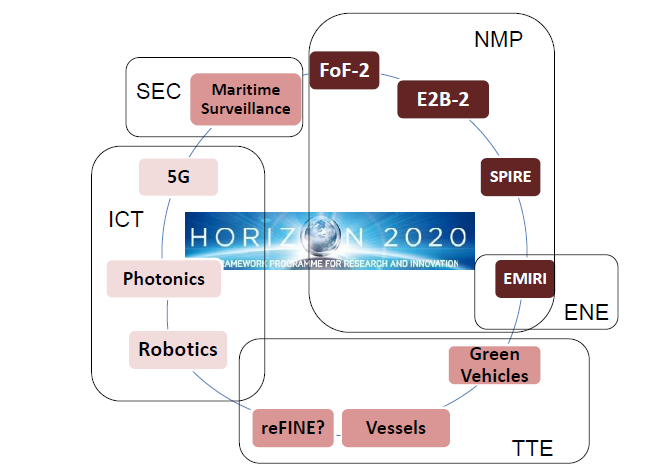 NMP
FoF-2
E2B-2
SEC
Maritime
Surveillance
5G
SPIRE
ICT
HORIZON 2020
FRAMEWORK PROGRAMME FOR RESEARCH AND INNOVATION
Photonics
EMIRI
ENE
Robotics
Green
Vehicles
reFINE?
Vessels
TTE